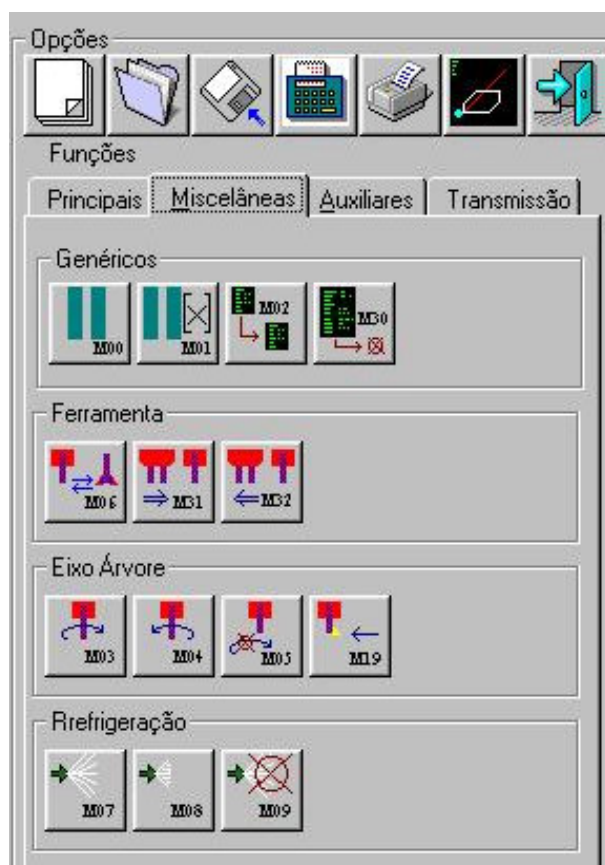 Opções
Funções
Principais Miscelâneas Auxiliares Transmissão
Genéricos
M00 M01 M02 M30
Ferramenta
M06 M31 M32
Eixo Árvore
M03 M04 M05 M19
Rrefrigeração
M07 M08 M09